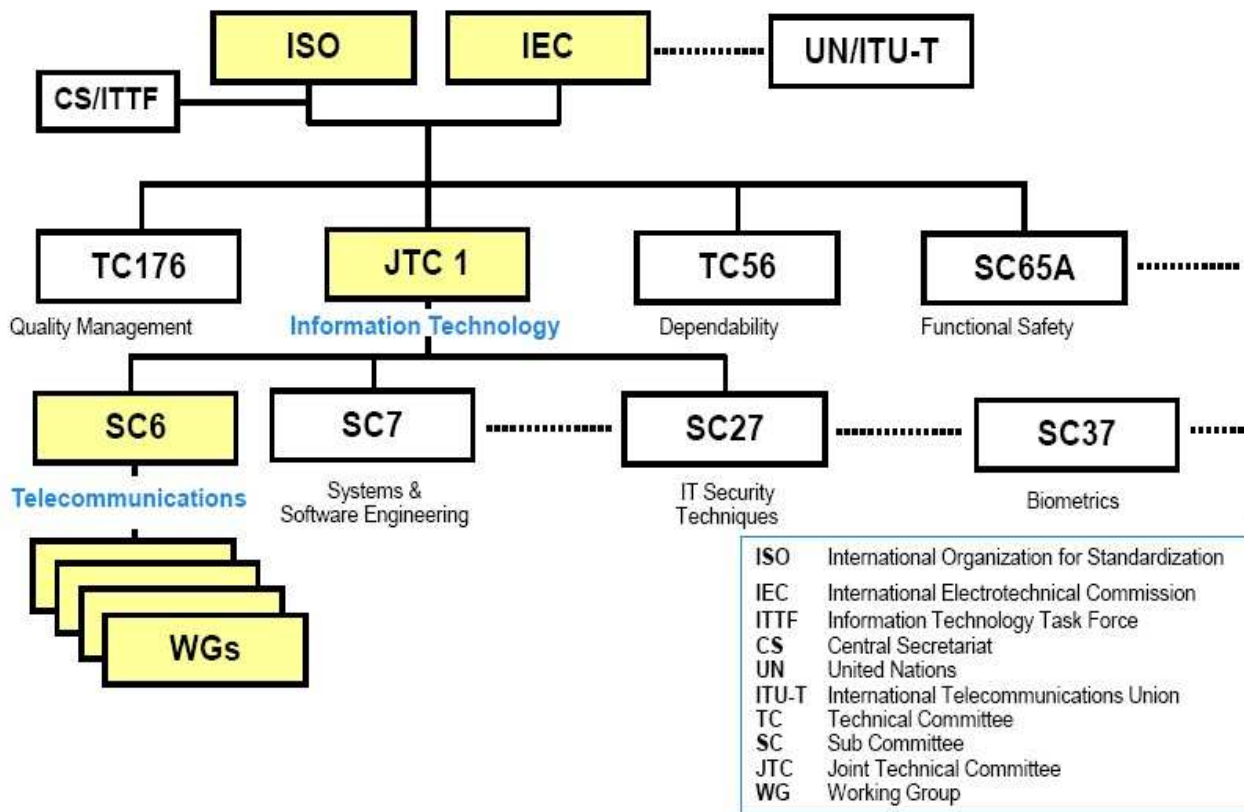 ISO
IEC
UN/ITU-T
CS/ITTF
TC176
JTC 1
TC56
SC65A
Quality Management
Information Technology
Dependability
Functional Safety
SC6
SC7
SC27
SC37
Telecommunications
Systems &
Software Engineering
IT Security
Techniques
Biometrics
WGs
ISO International Organization for Standardization
IEC International Electrotechnical Commission
ITTF Information Technology Task Force
CS Central Secretariat
UN United Nations
ITU-T International Telecommunications Union
TC Technical Committee
SC Sub Committee
JTC Joint Technical Committee
WG Working Group